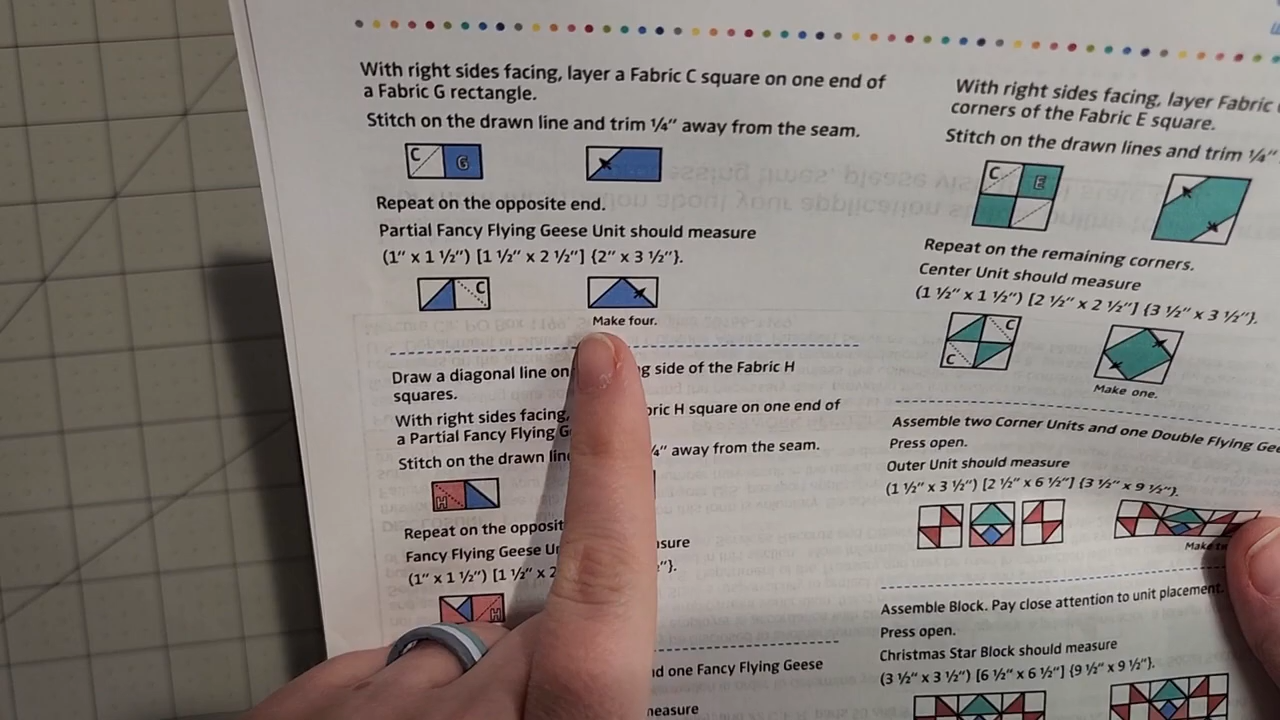 With right sides facing, layer a Fabric C square on one end of
a Fabric G rectangle.
Stitch on the drawn line and trim ¼" away from the seam.
C G
Repeat on the opposite end.
Partial Fancy Flying Geese Unit should measure
(1" x 1 ½") [1 ½" x 2 ½"] {2" x 3 ½"}.
C
Make four.
Draw a diagonal line on g side of the Fabric H
squares.
With right sides facing, bric H square on one end of
a Partial Fancy Flying G
Stitch on the drawn lin ¼" away from the seam.
H
Repeat on the opposit
Fancy Flying Geese Un sure
(1" x 1 ½") [1 ½" x 2 "}.
H
nd one Fancy Flying Geese
measure
With right sides facing, layer Fabric
corners of the Fabric E square.
Stitch on the drawn lines and trim ¼"
C E
Repeat on the remaining corners.
Center Unit should measure
(1 ½" x 1 ½") [2 ½" x 2 ½"] {3 ½" x 3 ½"}.
C
C
Make one.
Assemble two Corner Units and one Double Flying Gee
Press open.
Outer Unit should measure
(1 ½" x 3 ½") [2 ½" x 6 ½"] {3 ½" x 9 ½"}.
Make tw
Assemble Block. Pay close attention to unit placement.
Press open.
Christmas Star Block should measure
(3 ½" x 3 ½") [6 ½" x 6 ½"] {9 ½" x 9 ½"}.